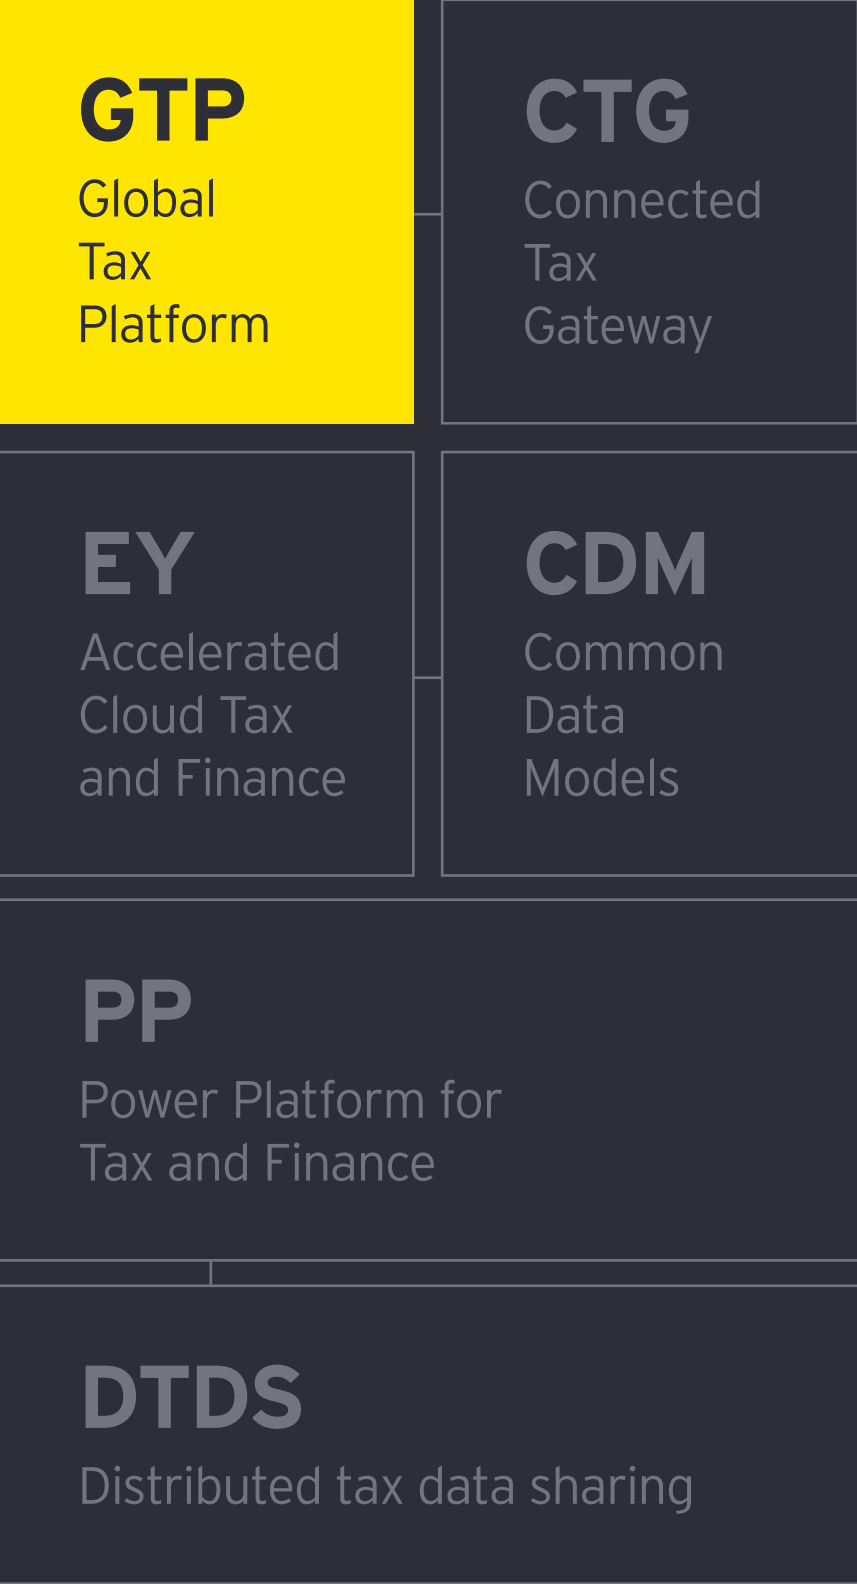 GTP
Global
Tax
Platform
CTG
Connected
Tax
Gateway
EY
Accelerated
Cloud Tax
and Finance
CDM
Common
Data
Models
PP
Power Platform for
Tax and Finance
DTDS
Distributed tax data sharing